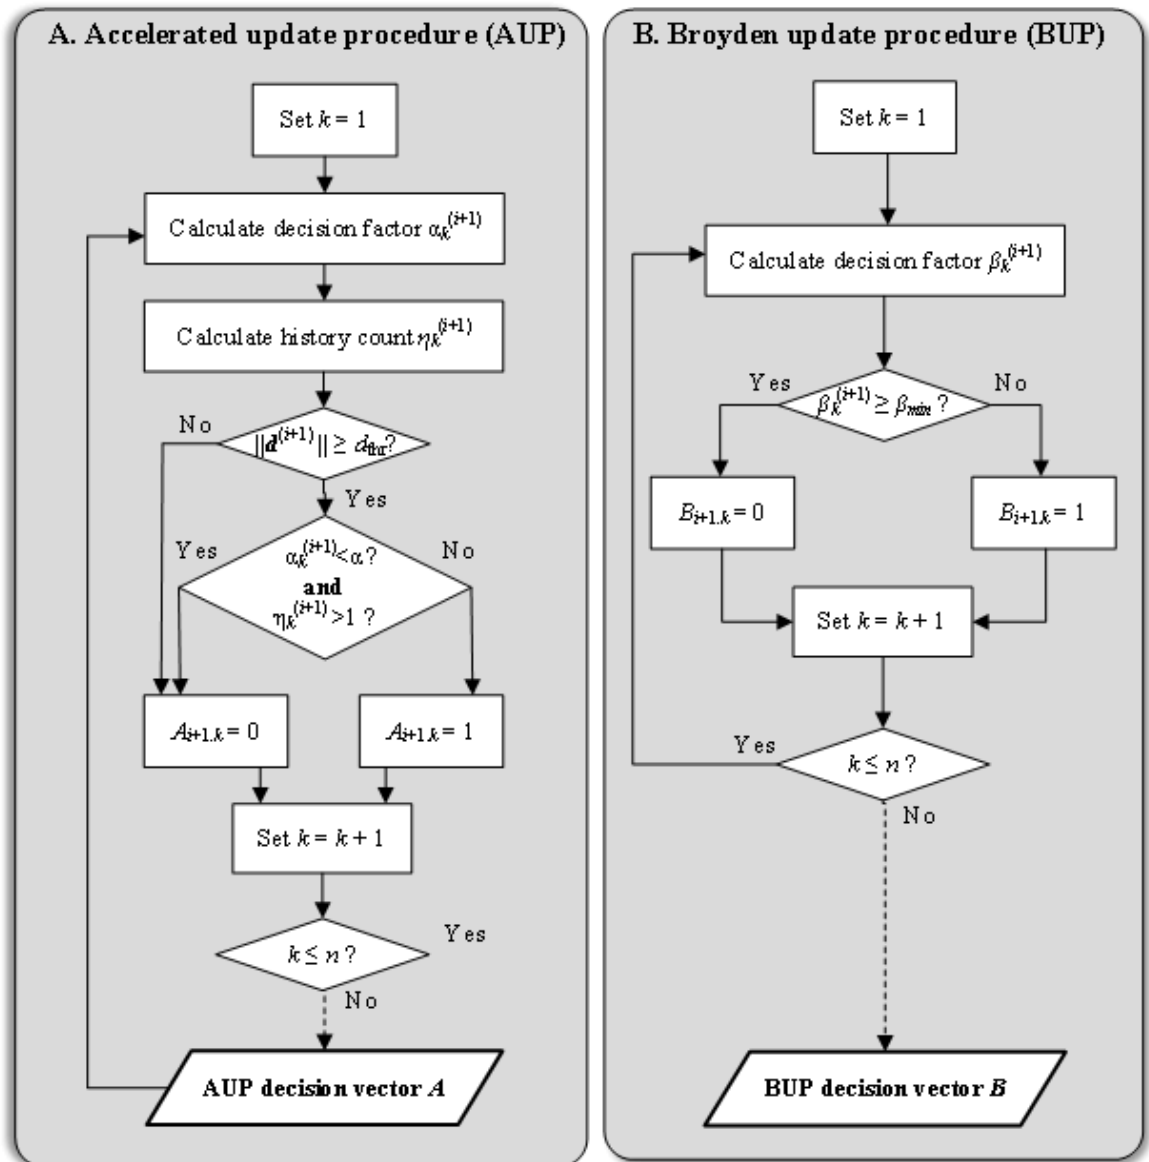 A. Accelerated update procedure (AUP)
Set k = 1
Calculate decision factor αk(i+1)
Calculate history count ηk(i+1)
||d(i+1)|| ≥ dthr?
No
Yes
αk(i+1)<α?
and
ηk(i+1)>1 ?
Yes
No
Ai+1,k = 0
Ai+1,k = 1
Set k = k + 1
k ≤ n ?
Yes
No
AUP decision vector A
B. Broyden update procedure (BUP)
Set k = 1
Calculate decision factor βk(i+1)
Yes
No
βk(i+1) ≥ βmin ?
Bi+1,k = 0
Bi+1,k = 1
Set k = k + 1
Yes
k ≤ n ?
No
BUP decision vector B